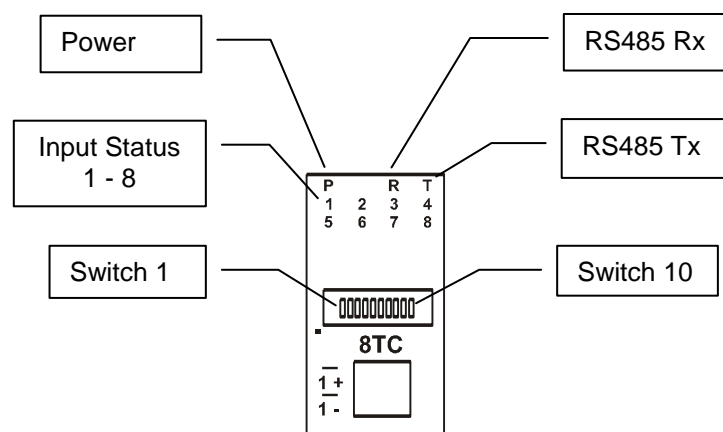 Power
RS485 Rx
Input Status
1 - 8
RS485 Tx
P R T
1 2 3 4
5 6 7 8
Switch 1
Switch 10
8TC
1 +
1 -